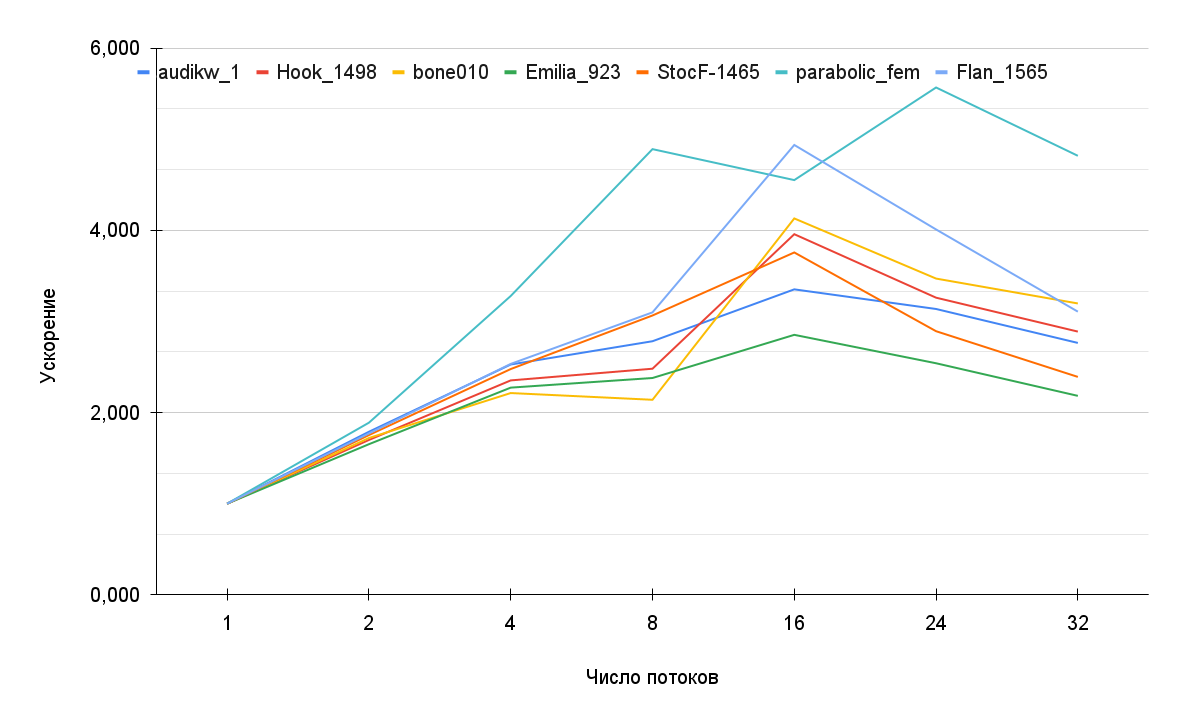 6,000
audikw_1 Hook_1498 bone010 Emilia_923 StocF-1465 parabolic_fem Flan_1565
4,000
Ускорение
2,000
0,000
1 2 4 8 16 24 32
Число потоков